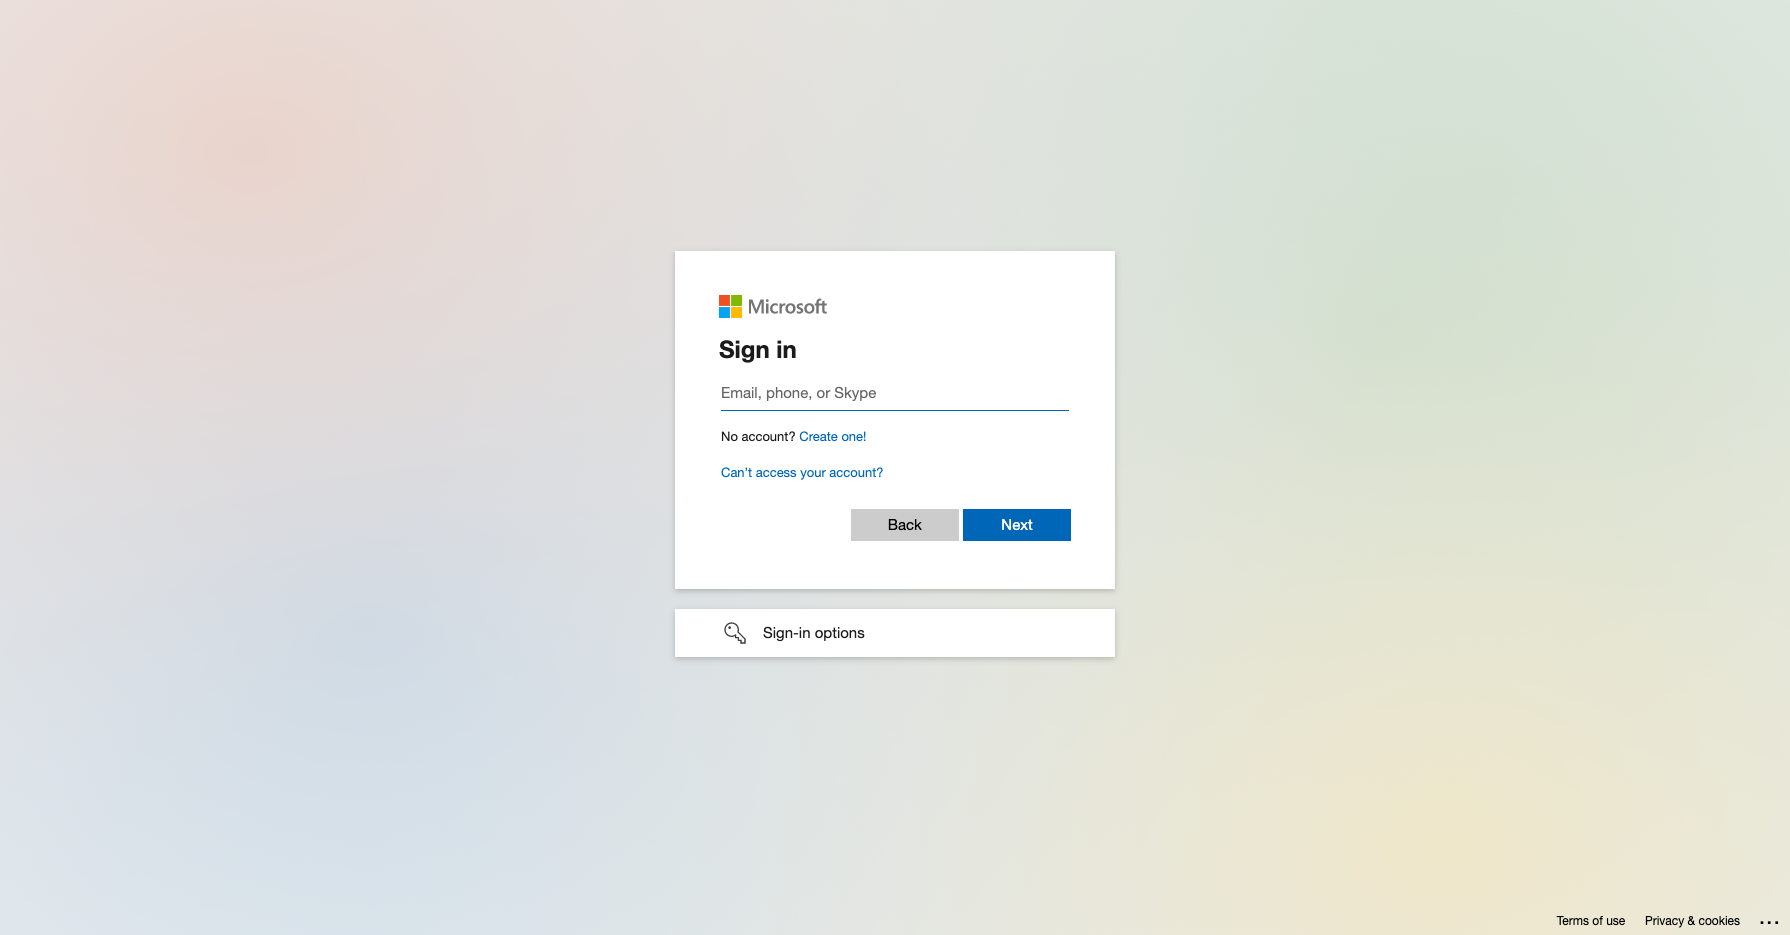 Microsoft
Sign in
Email, phone, or Skype
No account? Create one!
Can't access your account?
Back
Next
Sign-in options
Terms of use
Privacy & cookies
...